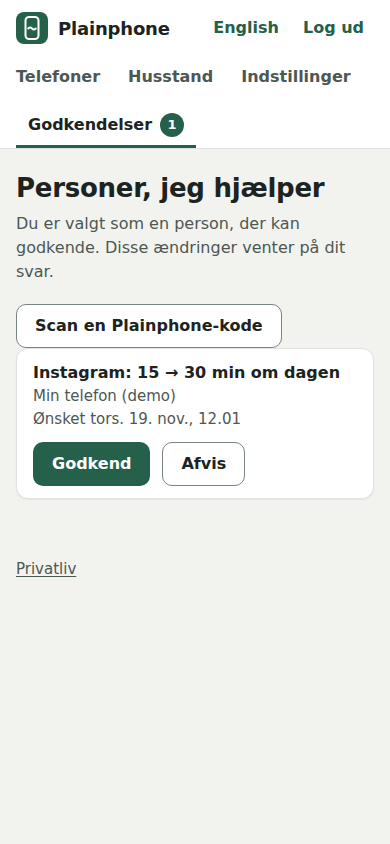 Plainphone
English
Log ud
Telefoner
Husstand
Indstillinger
Godkendelser 1
Personer, jeg hjælper
Du er valgt som en person, der kan
godkende. Disse ændringer venter på dit
svar.
Scan en Plainphone-kode
Instagram: 15 → 30 min om dagen
Min telefon (demo)
Ønsket tors. 19. nov., 12.01
Godkend
Afvis
Privatliv